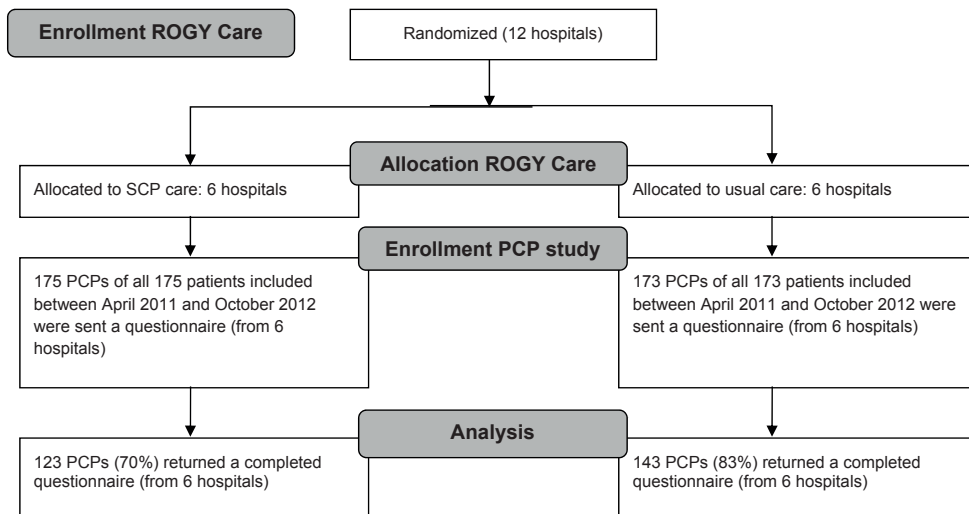 Enrollment ROGY Care
Randomized (12 hospitals)
Allocation ROGY Care
Allocated to SCP care: 6 hospitals
Allocated to usual care: 6 hospitals
Enrollment PCP study
175 PCPs of all 175 patients included
between April 2011 and October 2012
were sent a questionnaire (from 6
hospitals)
173 PCPs of all 173 patients included
between April 2011 and October 2012 were
sent a questionnaire (from 6 hospitals)
Analysis
123 PCPs (70%) returned a completed
questionnaire (from 6 hospitals)
143 PCPs (83%) returned a completed
questionnaire (from 6 hospitals)